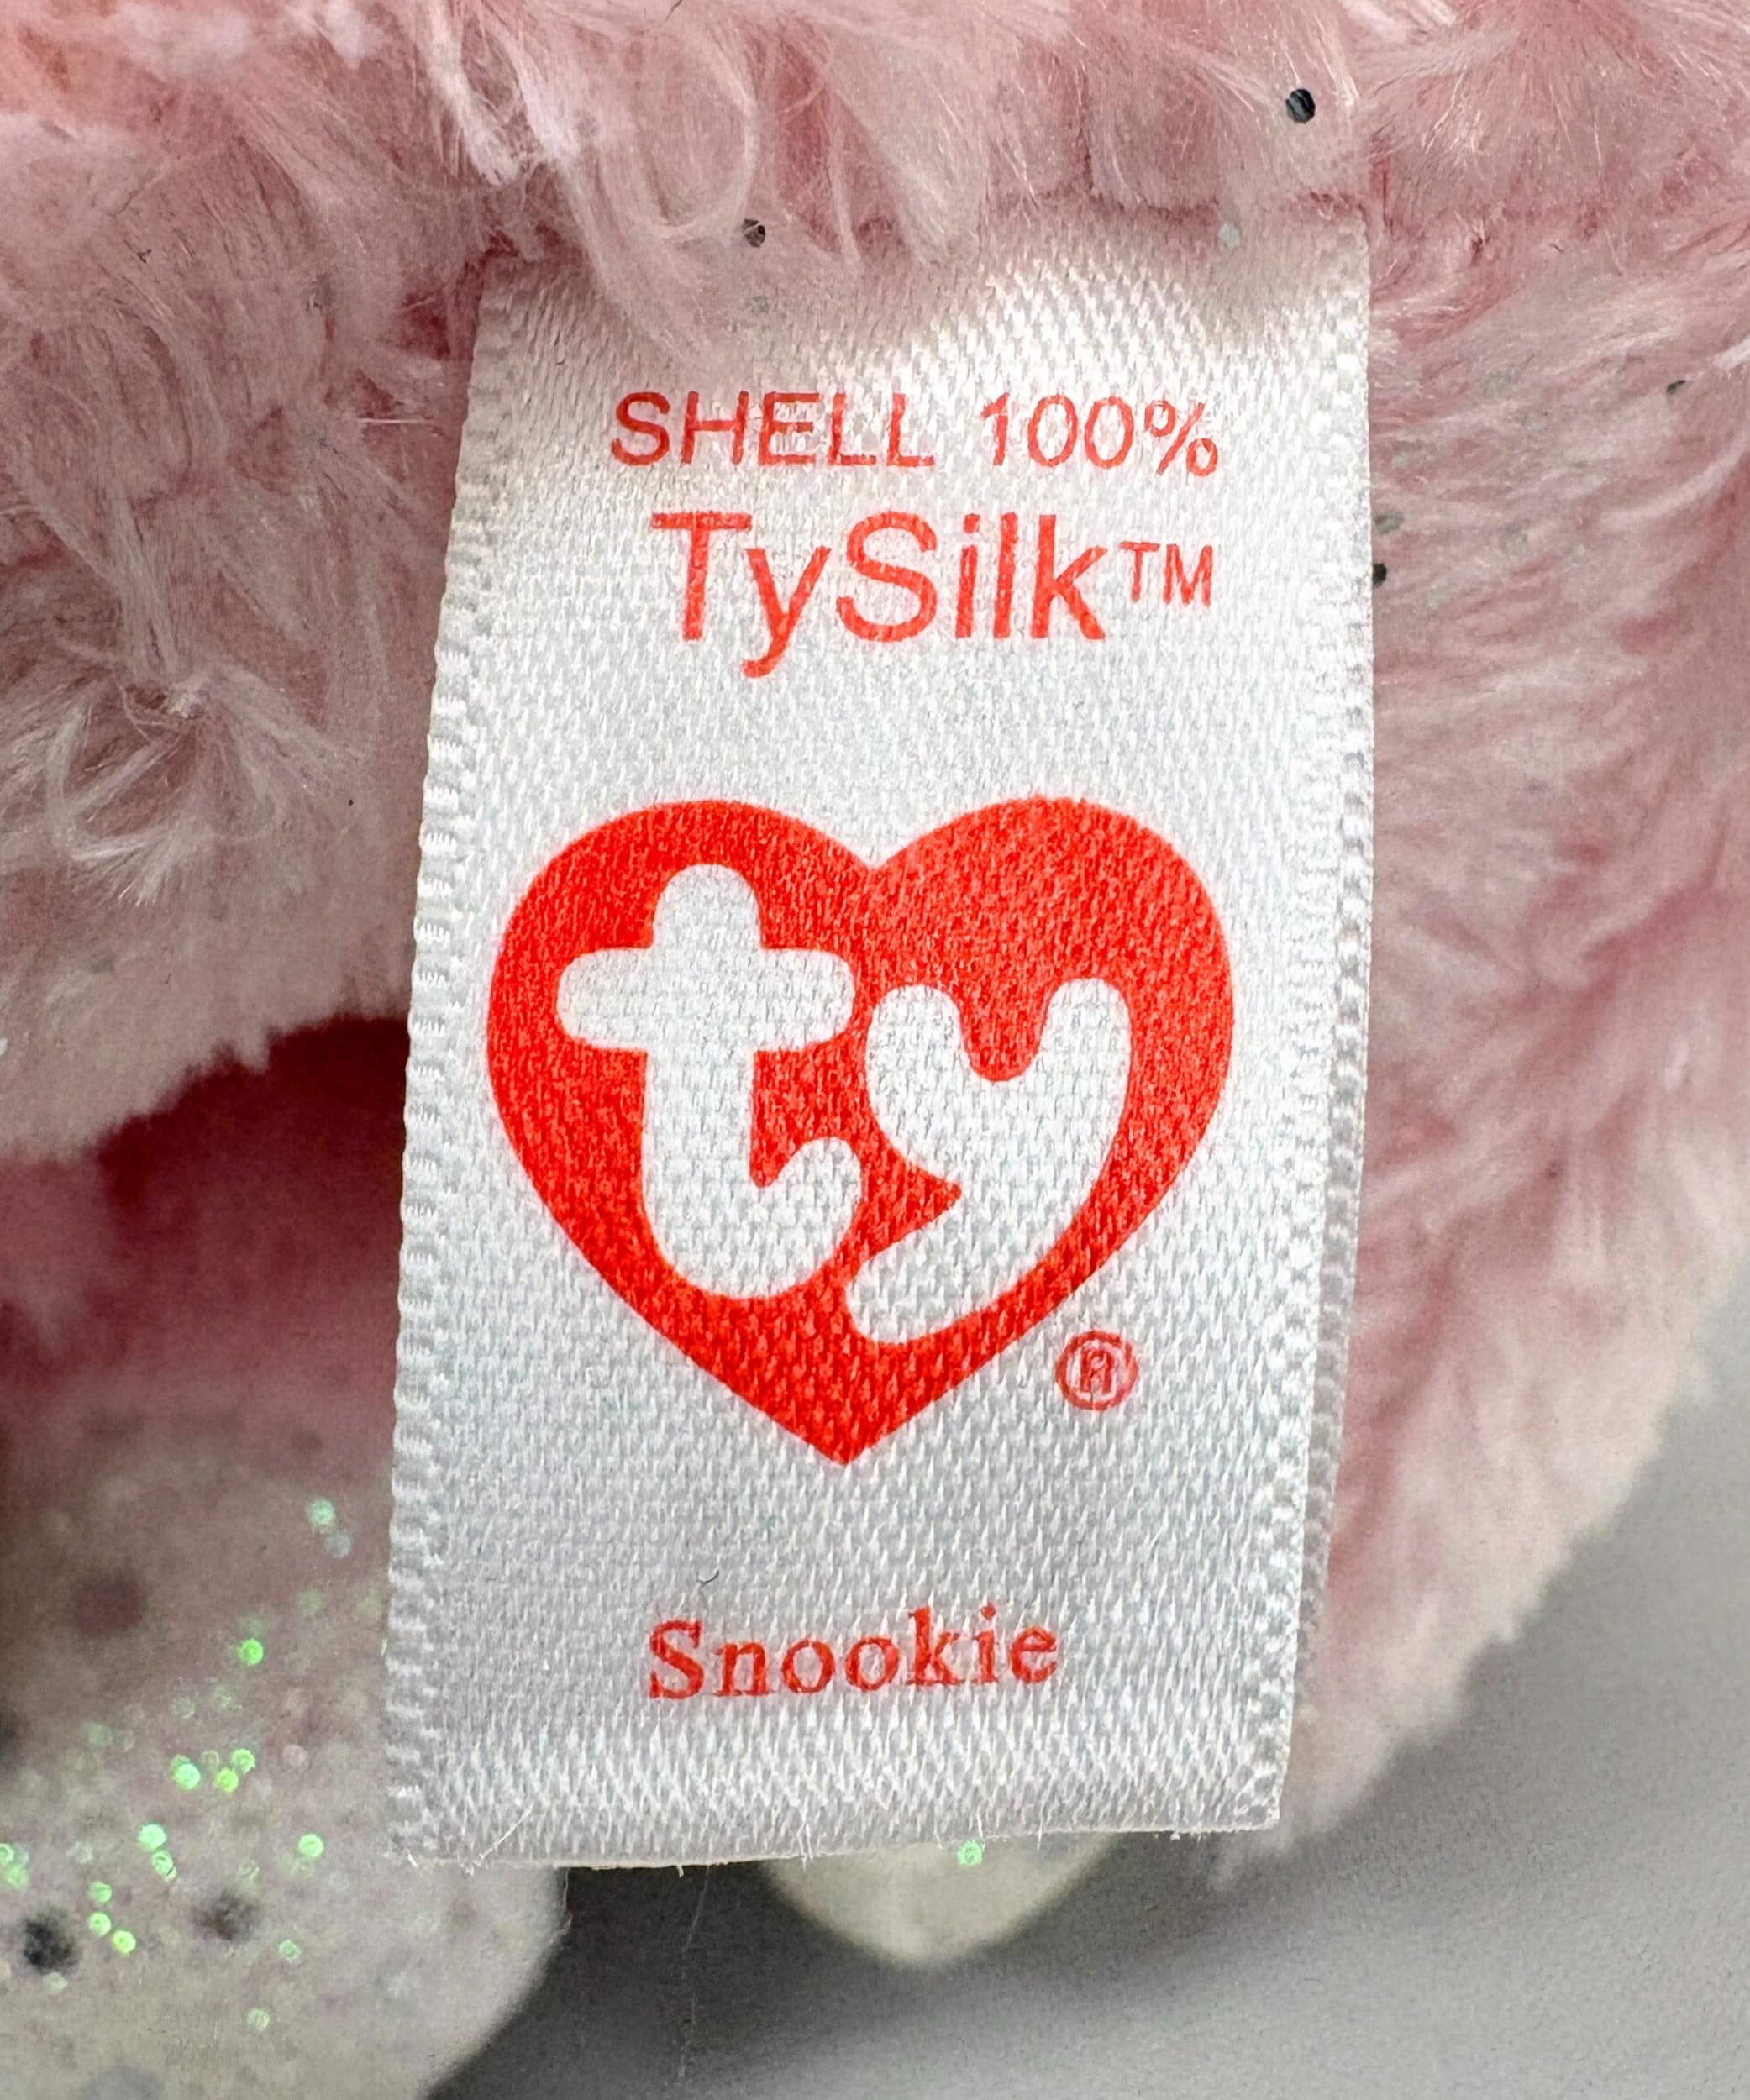 SHELL 100%
TySilk™
ty
®
Snookie